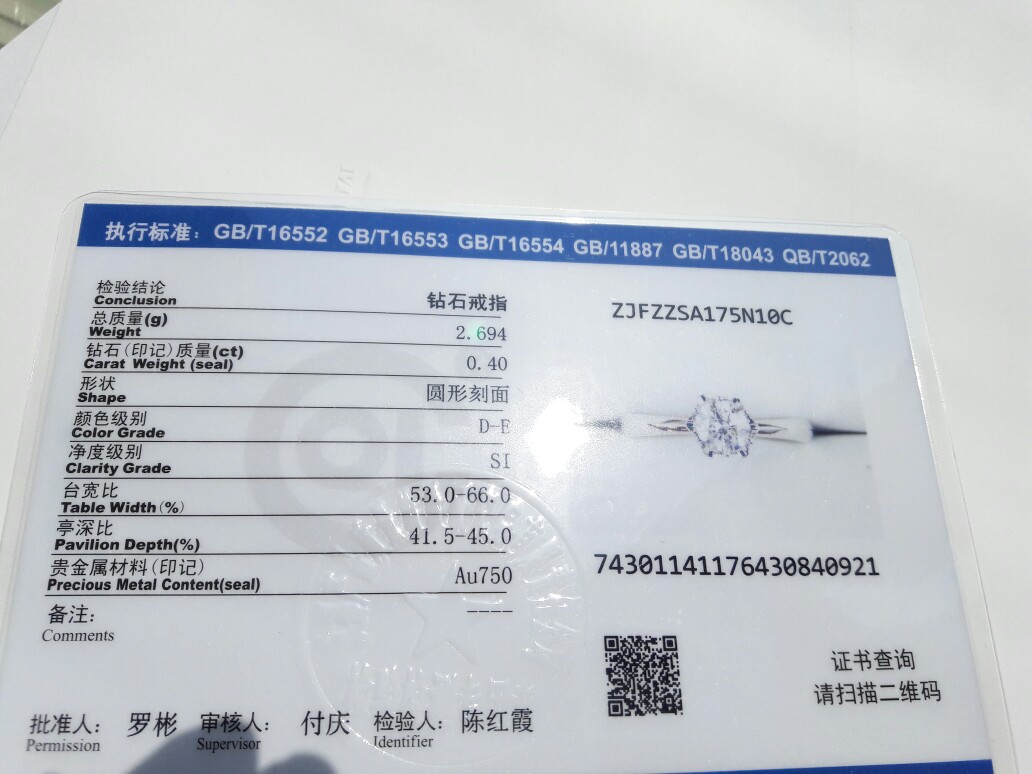 执行标准：GB/T16552 GB/T16553 GB/T16554 GB/11887 GB/T18043 QB/T2062
检验结论 钻石戒指
Conclusion
总质量(g) 2.694
Weight
钻石(印记)质量(ct) 0.40
Carat Weight (seal)
形状 圆形刻面
Shape
颜色级别 D-E
Color Grade
净度级别 SI
Clarity Grade
台宽比 53.0-66.0
Table Width(%)
亭深比 41.5-45.0
Pavilion Depth(%)
贵金属材料(印记) Au750
Precious Metal Content(seal)
备注： ----
Comments
批准人： 罗彬 审核人： 付庆 检验人： 陈红霞
Permission Supervisor Identifier
ZJFZZSA175N10C
74301141176430840921
证书查询
请扫描二维码